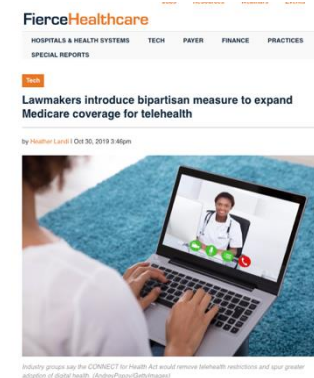 FierceHealthcare
HOSPITALS & HEALTH SYSTEMS TECH PAYER FINANCE PRACTICES
SPECIAL REPORTS
Tech
Lawmakers introduce bipartisan measure to expand
Medicare coverage for telehealth
by Heather Landi | Oct 30, 2019 3:46pm
Industry groups say the CONNECT for Health Act would remove telehealth restrictions and spur greater
adoption of digital health. (AndreyPopov/GettyImages)